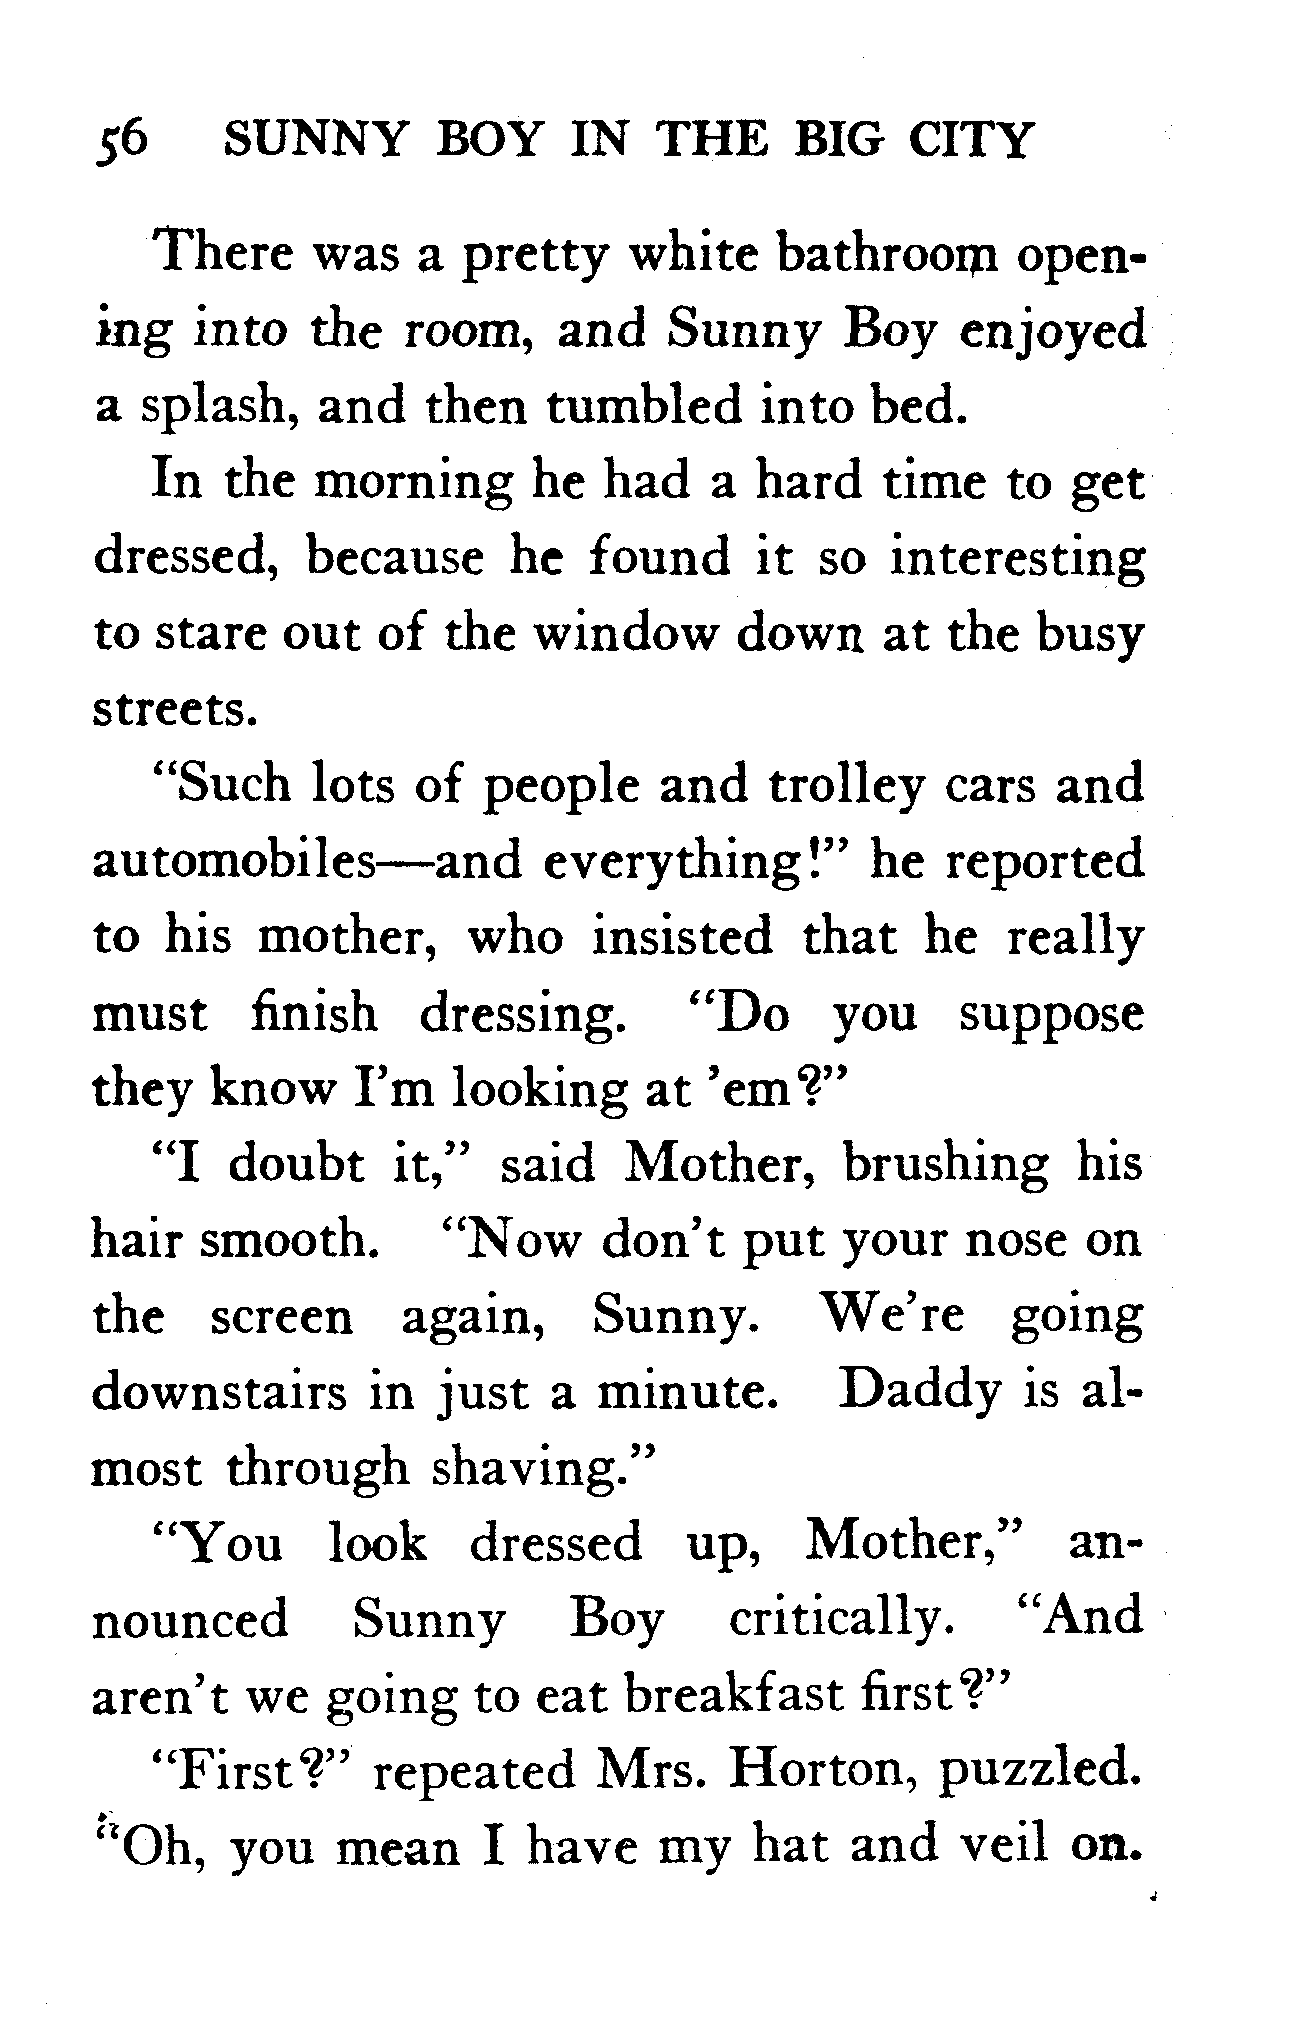 56 SUNNY BOY IN THE BIG CITY
There was a pretty white bathroom open-
ing into the room, and Sunny Boy enjoyed
a splash, and then tumbled into bed.
In the morning he had a hard time to get
dressed, because he found it so interesting
to stare out of the window down at the busy
streets.
“Such lots of people and trolley cars and
automobiles—and everything!” he reported
to his mother, who insisted that he really
must finish dressing. “Do you suppose
they know I’m looking at ’em?”
“I doubt it,” said Mother, brushing his
hair smooth. “Now don’t put your nose on
the screen again, Sunny. We’re going
downstairs in just a minute. Daddy is al-
most through shaving.”
“You look dressed up, Mother,” an-
nounced Sunny Boy critically. “And
aren’t we going to eat breakfast first?”
“First?” repeated Mrs. Horton, puzzled.
“Oh, you mean I have my hat and veil on.